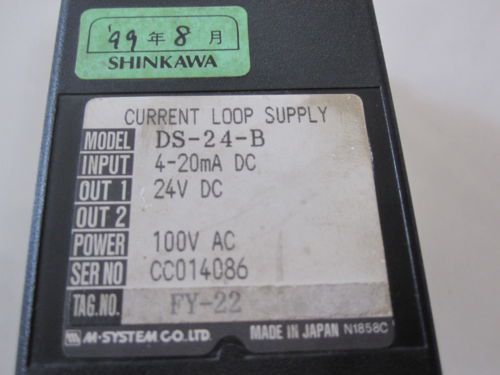 '99年8月
SHINKAWA
CURRENT LOOP SUPPLY
MODEL DS-24-B
INPUT 4-20mA DC
OUT 1 24V DC
OUT 2
POWER 100V AC
SER NO CC014086
TAG.NO. FY-22
M-SYSTEM CO.,LTD. MADE IN JAPAN N1858C